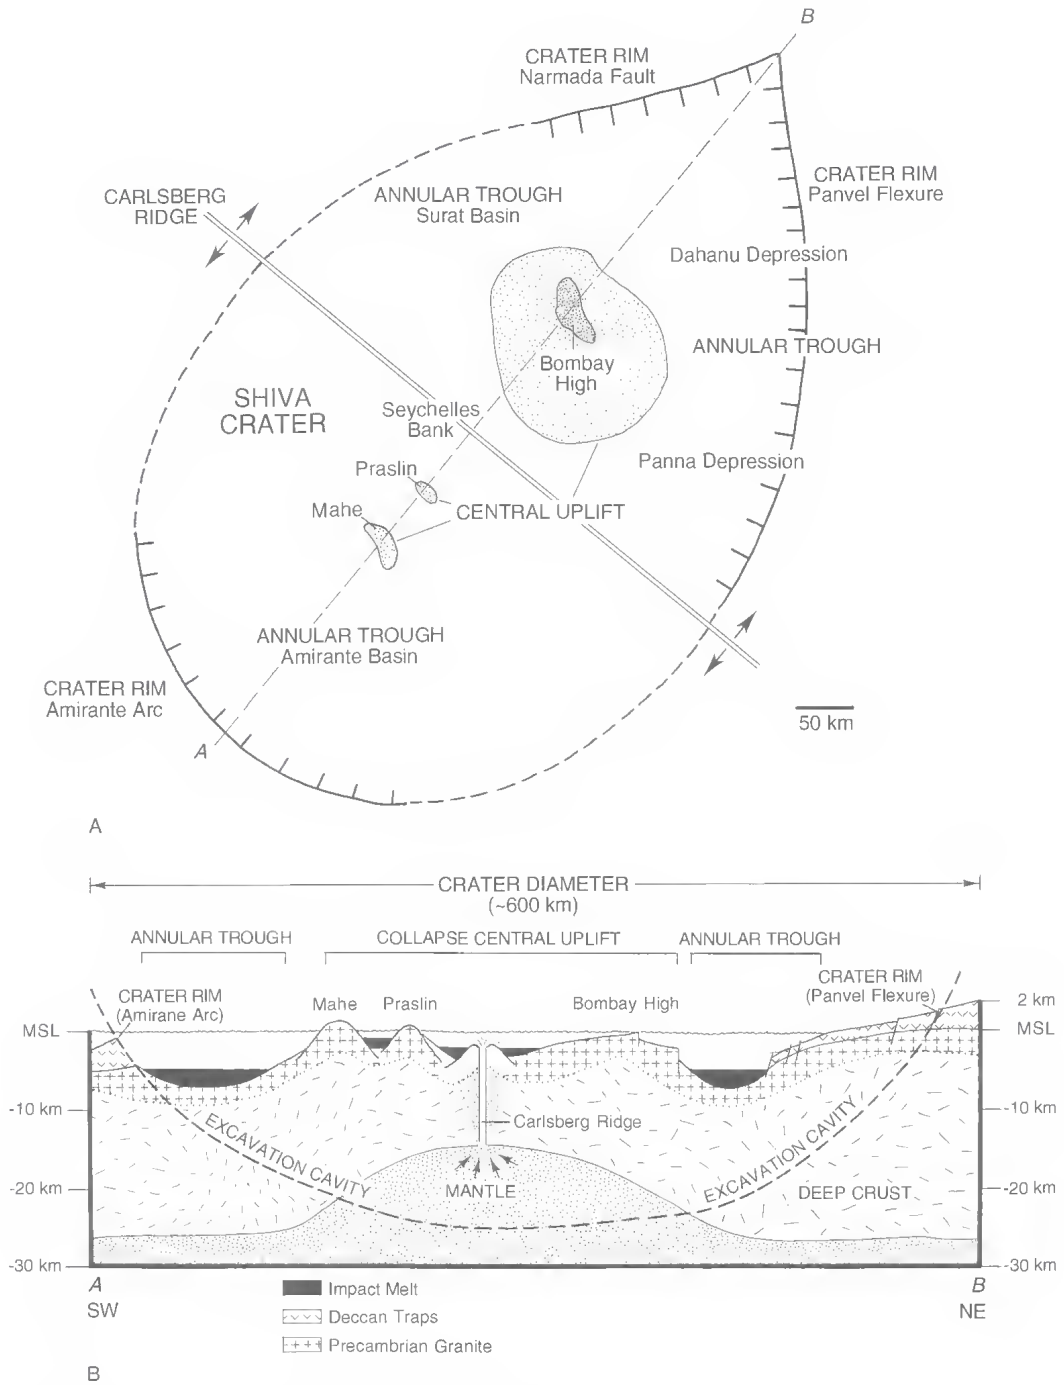 B
CRATER RIM
Narmada Fault
CRATER RIM
Panvel Flexure
ANNULAR TROUGH
Surat Basin
CARLSBERG
RIDGE
Dahanu Depression
ANNULAR TROUGH
Bombay
High
SHIVA
CRATER
Seychelles
Bank
Praslin
Panna Depression
Mahe
CENTRAL UPLIFT
ANNULAR TROUGH
Amirante Basin
CRATER RIM
Amirante Arc
A
50 km
A
CRATER DIAMETER
(~600 km)
ANNULAR TROUGH
COLLAPSE CENTRAL UPLIFT
ANNULAR TROUGH
CRATER RIM
(Amirane Arc)
Mahe
Praslin
Bombay High
CRATER RIM
(Panvel Flexure)
2 km
MSL
MSL
-10 km
-10 km
Carlsberg Ridge
EXCAVATION CAVITY
EXCAVATION CAVITY
MANTLE
DEEP CRUST
-20 km
-20 km
-30 km
-30 km
A
SW
B
NE
Impact Melt
Deccan Traps
Precambrian Granite
B